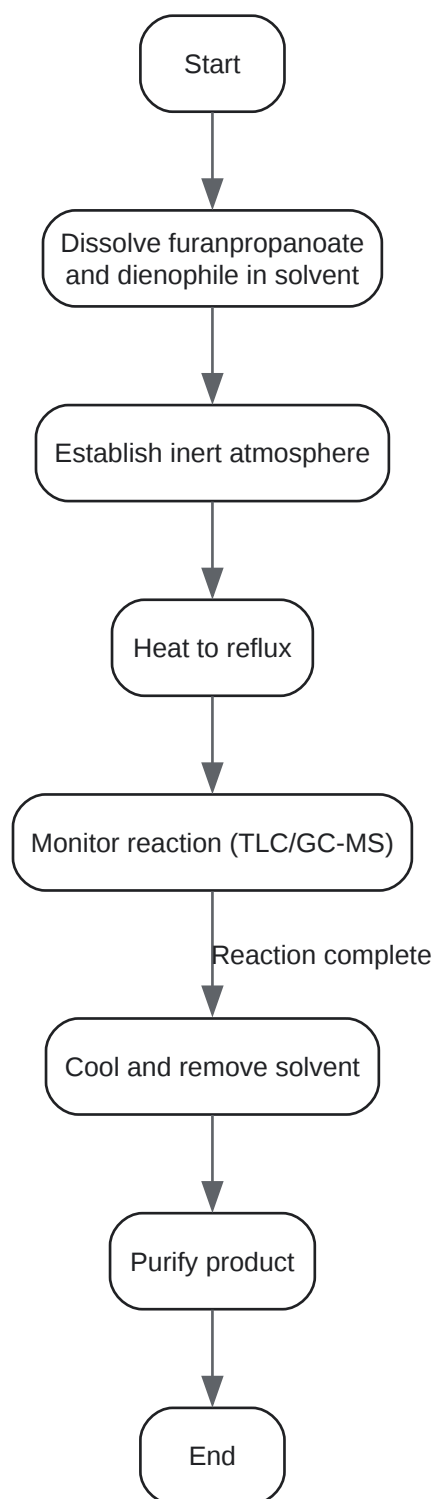 Start
Dissolve furanpropanoate
and dienophile in solvent
Establish inert atmosphere
Heat to reflux
Monitor reaction (TLC/GC-MS)
Reaction complete
Cool and remove solvent
Purify product
End